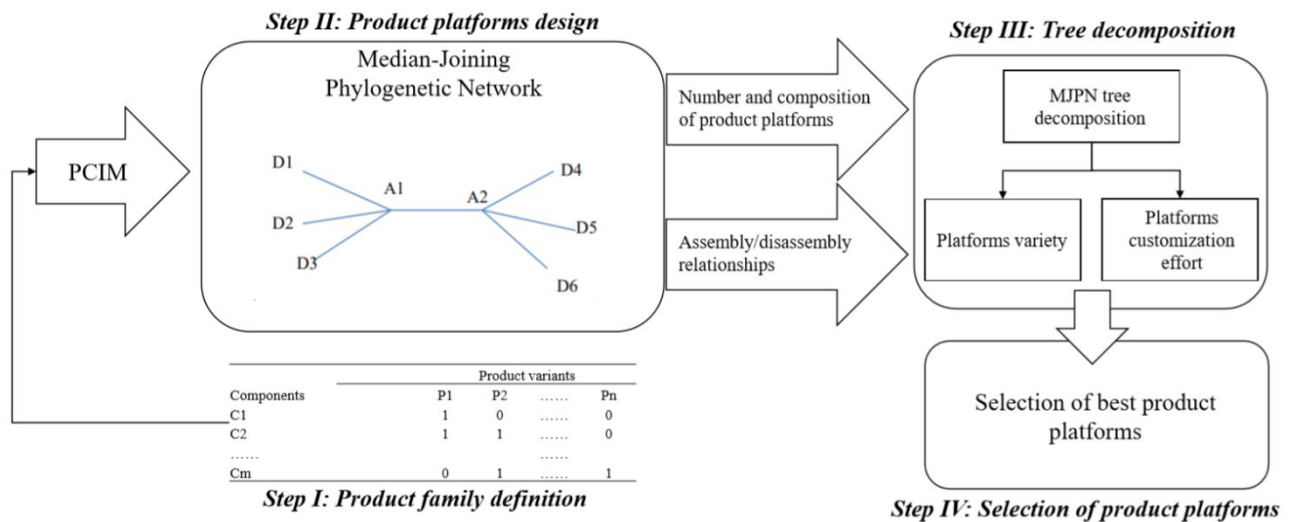 Step II: Product platforms design
Median-Joining
Phylogenetic Network
D1
D2
D3
A1
A2
D4
D5
D6
PCIM
Number and composition
of product platforms
Assembly/disassembly
relationships
Step III: Tree decomposition
MJPN tree
decomposition
Platforms variety
Platforms
customization
effort
Product variants
Components P1 P2 ...... Pn
C1 1 0 ...... 0
C2 1 1 ...... 0
...... ......
Cm 0 1 ...... 1
Step I: Product family definition
Selection of best product
platforms
Step IV: Selection of product platforms